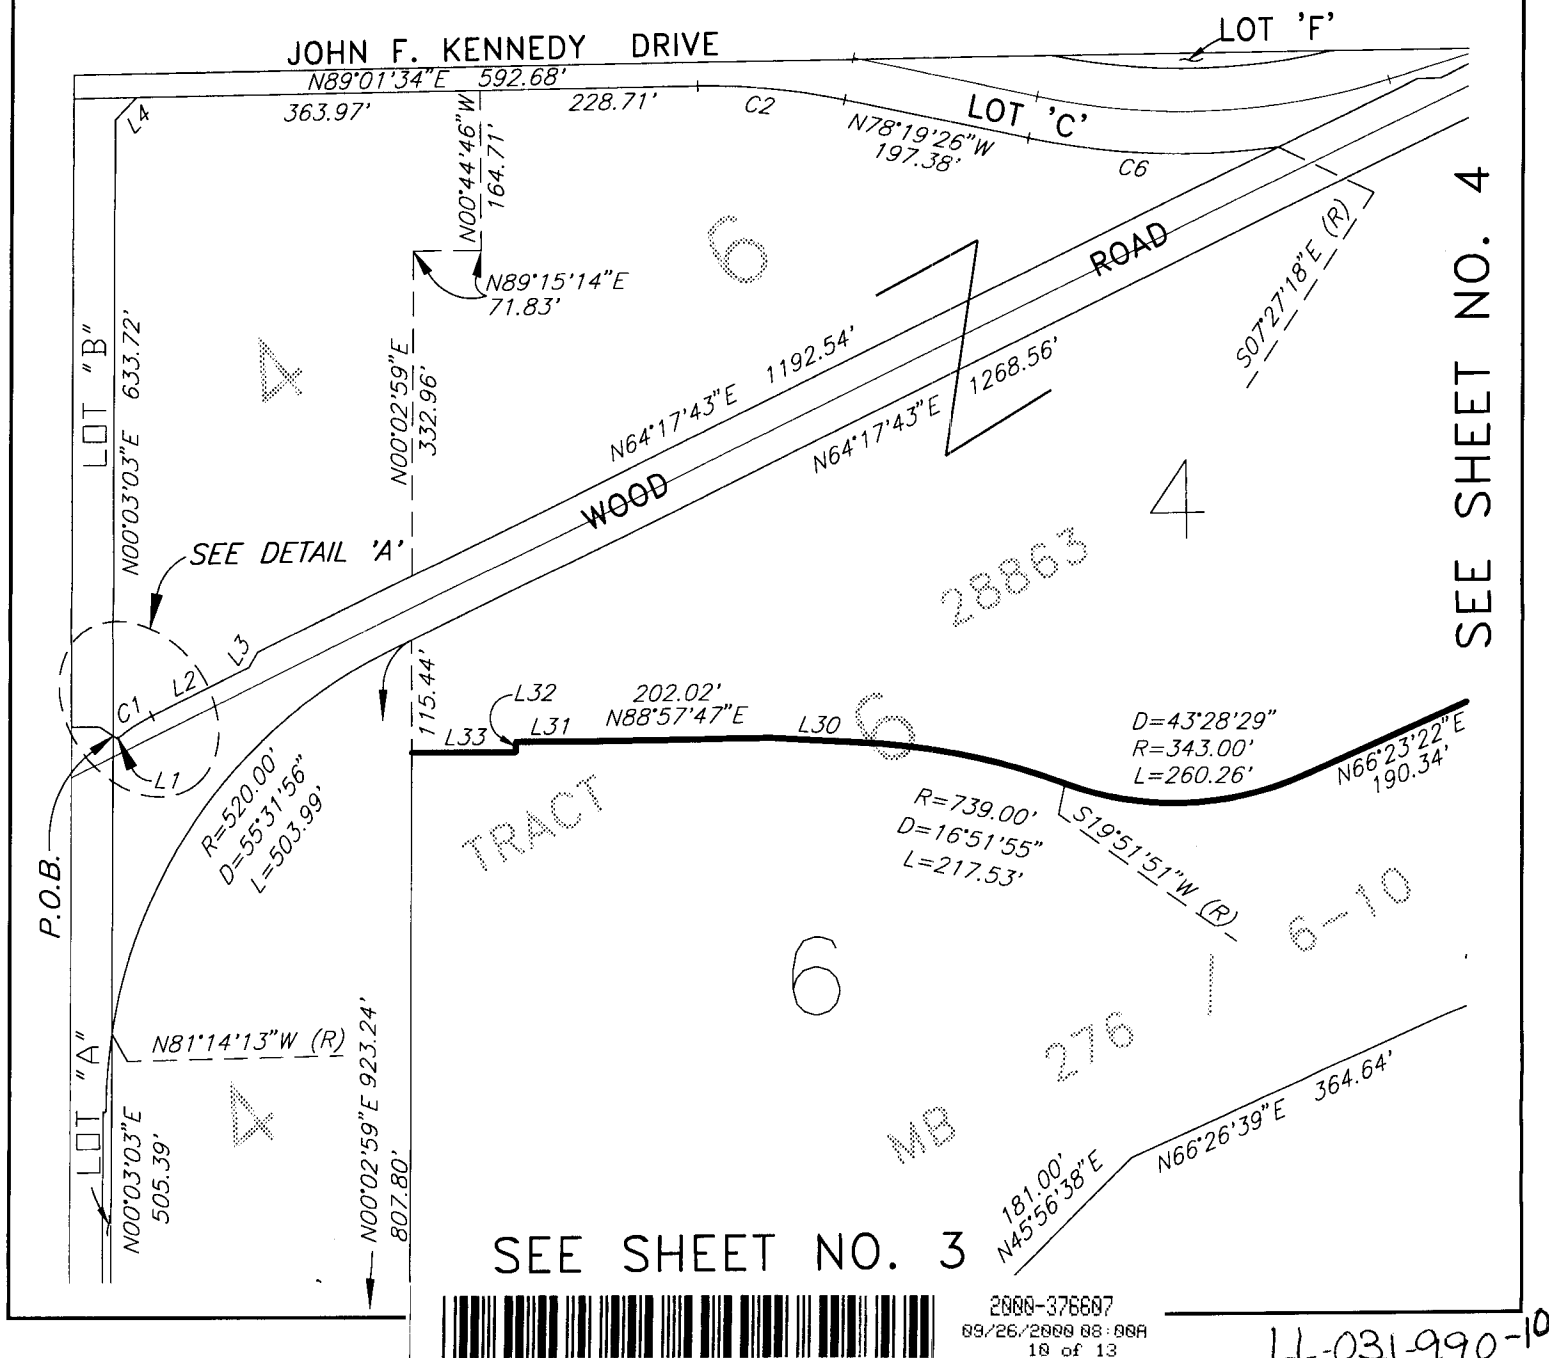 LOT 'F'
JOHN F. KENNEDY DRIVE
N89°01'34"E 592.68'
363.97'
228.71'
C2
LOT 'C'
L4
N00°44'46"W
164.71'
N78°19'26"W
197.38'
C6
SEE SHEET NO. 4
6
ROAD
S07°27'18"E (R)
N89°15'14"E
71.83'
LOT "B"
N00°03'03"E 633.72'
4
N00°02'59"E
332.96'
N64°17'43"E 1192.54'
N64°17'43"E 1268.56'
WOOD
4
SEE DETAIL 'A'
28863
L3
L2
C1
L1
115.44'
L32
L33
L31
202.02'
N88°57'47"E
L30
6
D=43°28'29"
R=343.00'
L=260.26'
N66°23'22"E
190.34'
R=520.00'
D=55°31'56"
L=503.99'
TRACT
R=739.00'
D=16°51'55"
L=217.53'
S19°51'51"W (R)
P.O.B.
6-10
6
1
N81°14'13"W (R)
276
LOT "A"
4
N00°03'03"E
505.39'
N00°02'59"E 923.24'
807.80'
MB
364.64'
N66°26'39"E
181.00'
N45°56'38"E
SEE SHEET NO. 3
2000-376607
09/26/2000 08:00A
10 of 13
LL-031-990-10